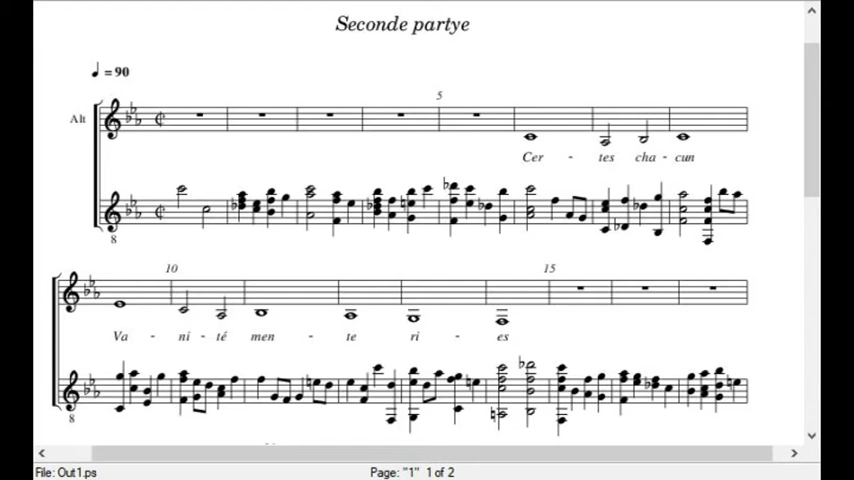 Seconde partye
= 90
5
Alt
Cer - tes cha - cun
8
10
15
Va - ni - té men - te ri - es
8
File: Out1.ps Page: "1" 1 of 2